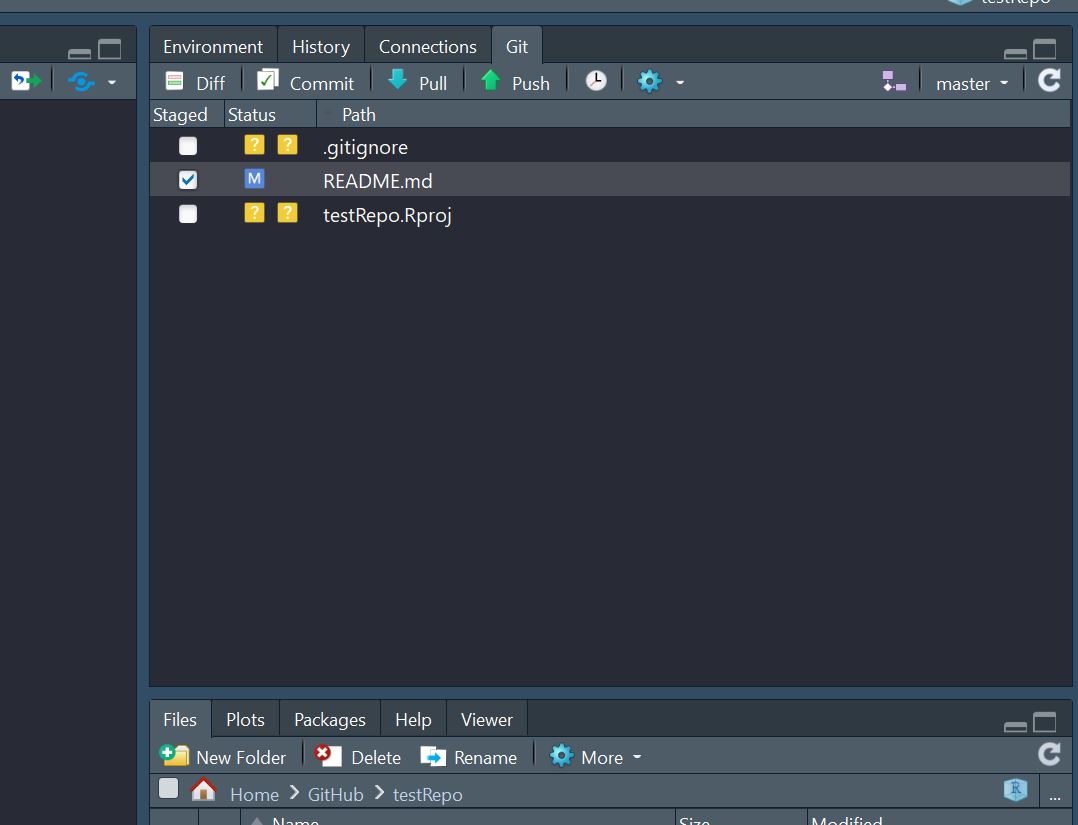 testRepo
Environment History Connections Git
Diff Commit Pull Push master
Staged Status Path
? ? .gitignore
M README.md
? ? testRepo.Rproj
Files Plots Packages Help Viewer
New Folder Delete Rename More
Home GitHub testRepo R ...
Name Size Modified